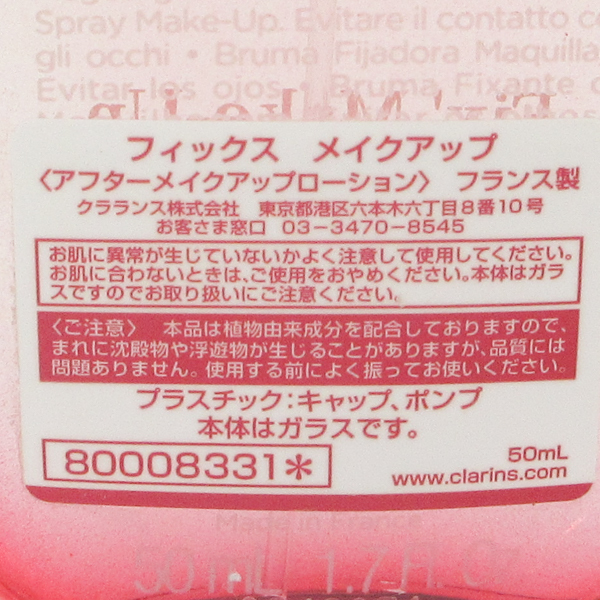 Spray Make-Up. Evitare il contatto
gli occhi • Bruma Fijadora Maquilla
Evitar los ojos • Bruma Fixante
フィックス メイクアップ
〈アフターメイクアップローション〉 フランス製
クラランス株式会社 東京都港区六本木六丁目8番10号
お客さま窓口 03-3470-8545
お肌に異常が生じていないかよく注意して使用してください。
お肌に合わないときは、ご使用をおやめください。本体はガラ
スですのでお取り扱いにご注意ください。
〈ご注意〉 本品は植物由来成分を配合しておりますので、
まれに沈殿物や浮遊物が生じることがありますが、品質には
問題ありません。使用する前によく振ってお使いください。
プラスチック：キャップ、ポンプ
本体はガラスです。
80008331＊
50mL
www.clarins.com
Made in France
50 mL 1.7 Fl. Oz